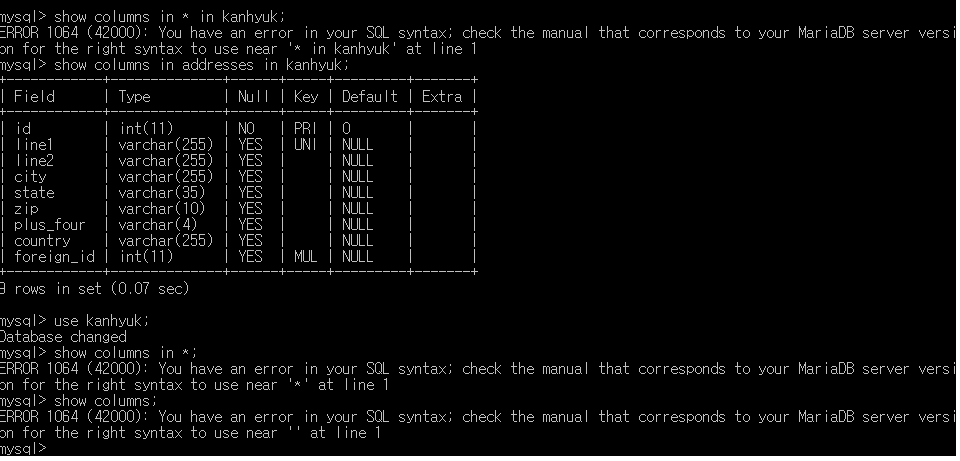 mysql> show columns in * in kanhyuk;
ERROR 1064 (42000): You have an error in your SQL syntax; check the manual that corresponds to your MariaDB server versi
on for the right syntax to use near '* in kanhyuk' at line 1
mysql> show columns in addresses in kanhyuk;
+------------+--------------+------+-----+---------+-------+
| Field      | Type         | Null | Key | Default | Extra |
+------------+--------------+------+-----+---------+-------+
| id         | int(11)      | NO   | PRI | 0       |       |
| line1      | varchar(255) | YES  | UNI | NULL    |       |
| line2      | varchar(255) | YES  |     | NULL    |       |
| city       | varchar(255) | YES  |     | NULL    |       |
| state      | varchar(35)  | YES  |     | NULL    |       |
| zip        | varchar(10)  | YES  |     | NULL    |       |
| plus_four  | varchar(4)   | YES  |     | NULL    |       |
| country    | varchar(255) | YES  |     | NULL    |       |
| foreign_id | int(11)      | YES  | MUL | NULL    |       |
+------------+--------------+------+-----+---------+-------+
9 rows in set (0.07 sec)
mysql> use kanhyuk;
Database changed
mysql> show columns in *;
ERROR 1064 (42000): You have an error in your SQL syntax; check the manual that corresponds to your MariaDB server versi
on for the right syntax to use near '*' at line 1
mysql> show columns;
ERROR 1064 (42000): You have an error in your SQL syntax; check the manual that corresponds to your MariaDB server versi
on for the right syntax to use near '' at line 1
mysql>